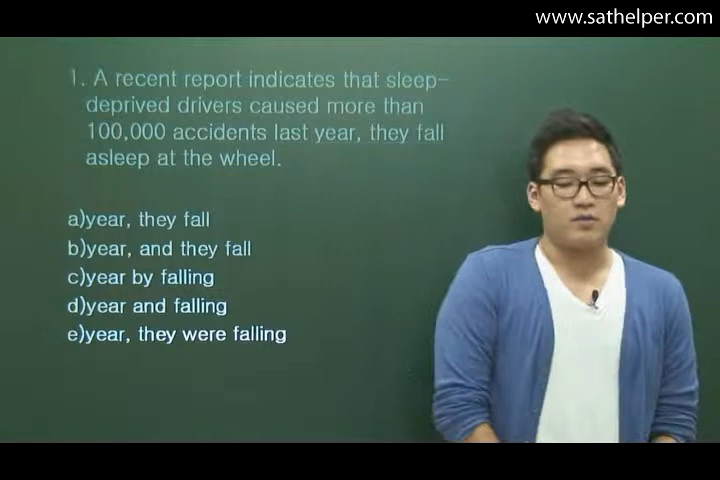 www.sathelper.com
1. A recent report indicates that sleep-
deprived drivers caused more than
100,000 accidents last year, they fall
asleep at the wheel.
a)year, they fall
b)year, and they fall
c)year by falling
d)year and falling
e)year, they were falling